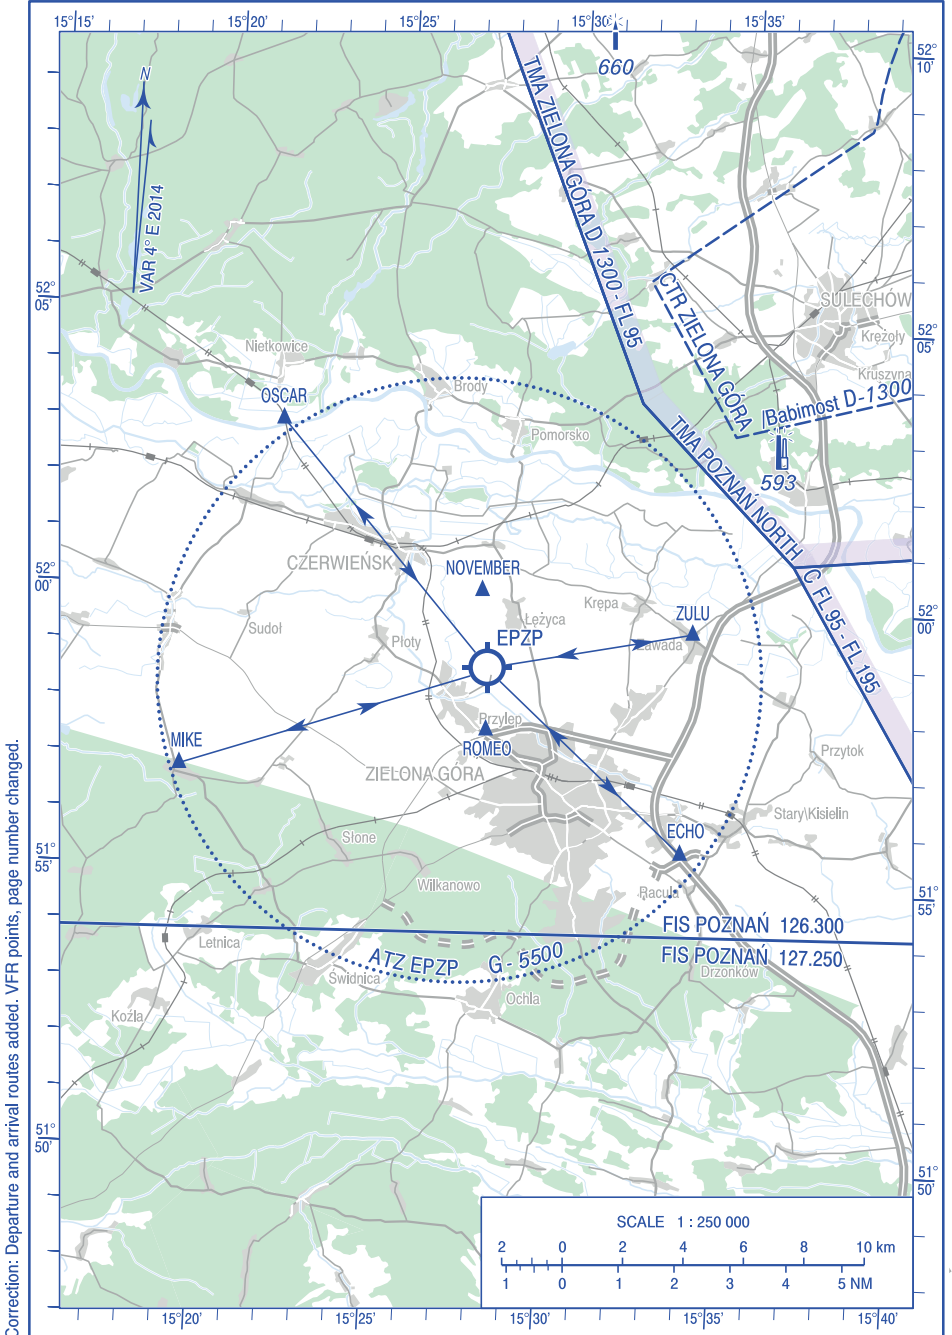 15°15'
15°20'
15°25'
15°30'
15°35'
52°
10'
660
N
VAR 4° E 2014
TMA ZIELONA GÓRA D 1300 - FL 95
52°
05'
CTR ZIELONA GÓRA
/Babimost D-1300
SULECHÓW
52°
05'
Krężoły
Kruszyna
Nietkowice
OSCAR
Brody
Pomorsko
593
TMA POZNAŃ NORTH C FL 95 - FL 195
CZERWIEŃSK
NOVEMBER
52°
00'
Krępa
ZULU
52°
00'
Łężyca
Sudoł
Płoty
EPZP
Zawada
MIKE
Przylep
ROMEO
Przytok
ZIELONA GÓRA
Stary\Kisielin
ECHO
Słone
51°
55'
Wilkanowo
Racula
51°
55'
FIS POZNAŃ 126.300
FIS POZNAŃ 127.250
Letnica
ATZ EPZP G - 5500
Drzonków
Świdnica
Ochla
Koźla
51°
50'
51°
50'
SCALE 1 : 250 000
2 0 2 4 6 8 10 km
1 0 1 2 3 4 5 NM
15°20'
15°25'
15°30'
15°35'
15°40'
Correction: Departure and arrival routes added. VFR points, page number changed.